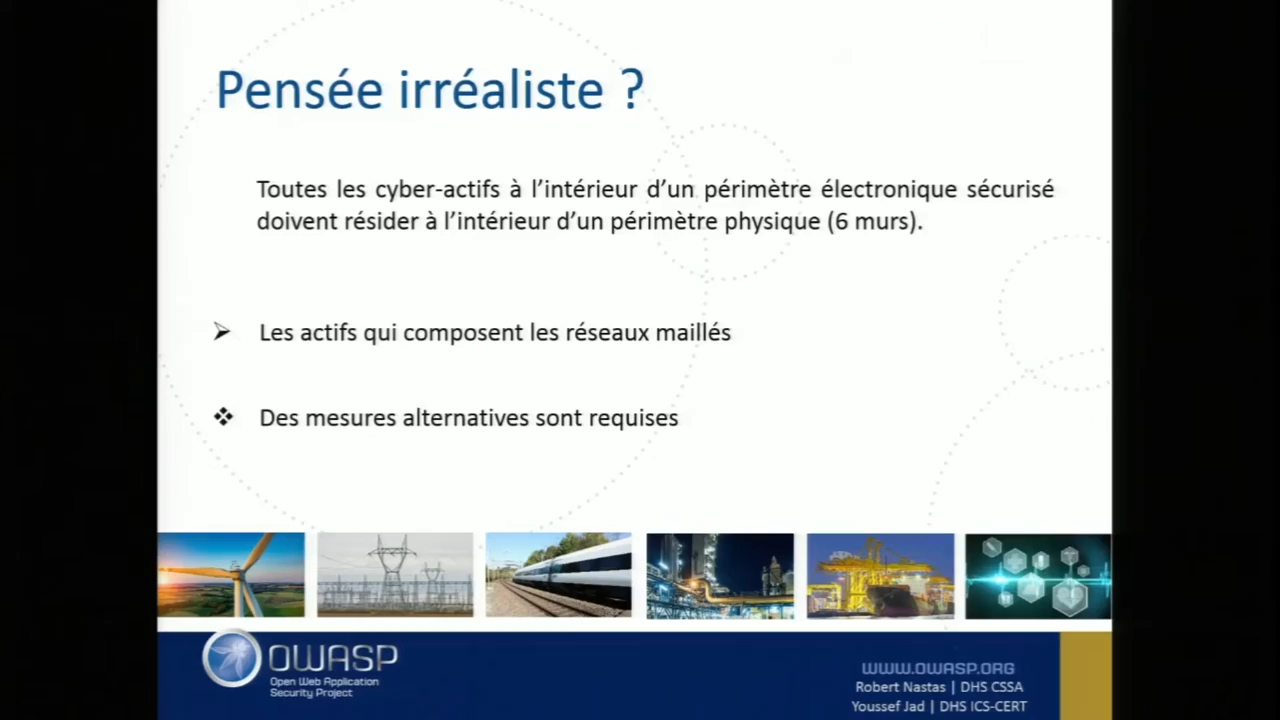 Pensée irréaliste ?
Toutes les cyber-actifs à l’intérieur d’un périmètre électronique sécurisé
doivent résider à l’intérieur d’un périmètre physique (6 murs).
Les actifs qui composent les réseaux maillés
Des mesures alternatives sont requises
OWASP
Open Web Application
Security Project
WWW.OWASP.ORG
Robert Nastas | DHS CSSA
Youssef Jad | DHS ICS-CERT